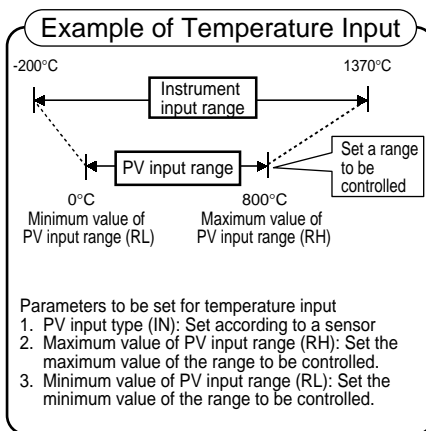 Example of Temperature Input
-200°C 1370°C
Instrument
input range
PV input range
Set a range
to be
controlled
0°C 800°C
Minimum value of Maximum value of
PV input range (RL) PV input range (RH)
Parameters to be set for temperature input
1. PV input type (IN): Set according to a sensor
2. Maximum value of PV input range (RH): Set the
maximum value of the range to be controlled.
3. Minimum value of PV input range (RL): Set the
minimum value of the range to be controlled.